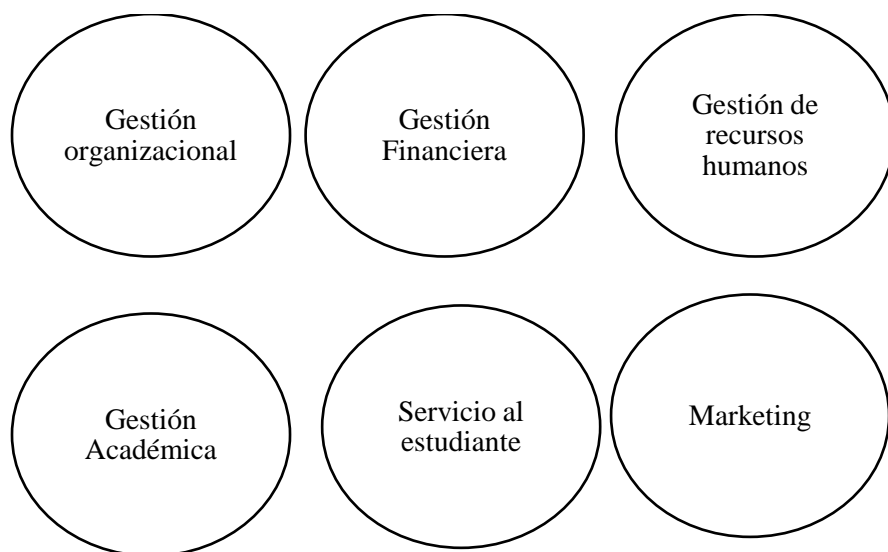 Gestión
organizacional
Gestión
Financiera
Gestión de
recursos
humanos
Gestión
Académica
Servicio al
estudiante
Marketing